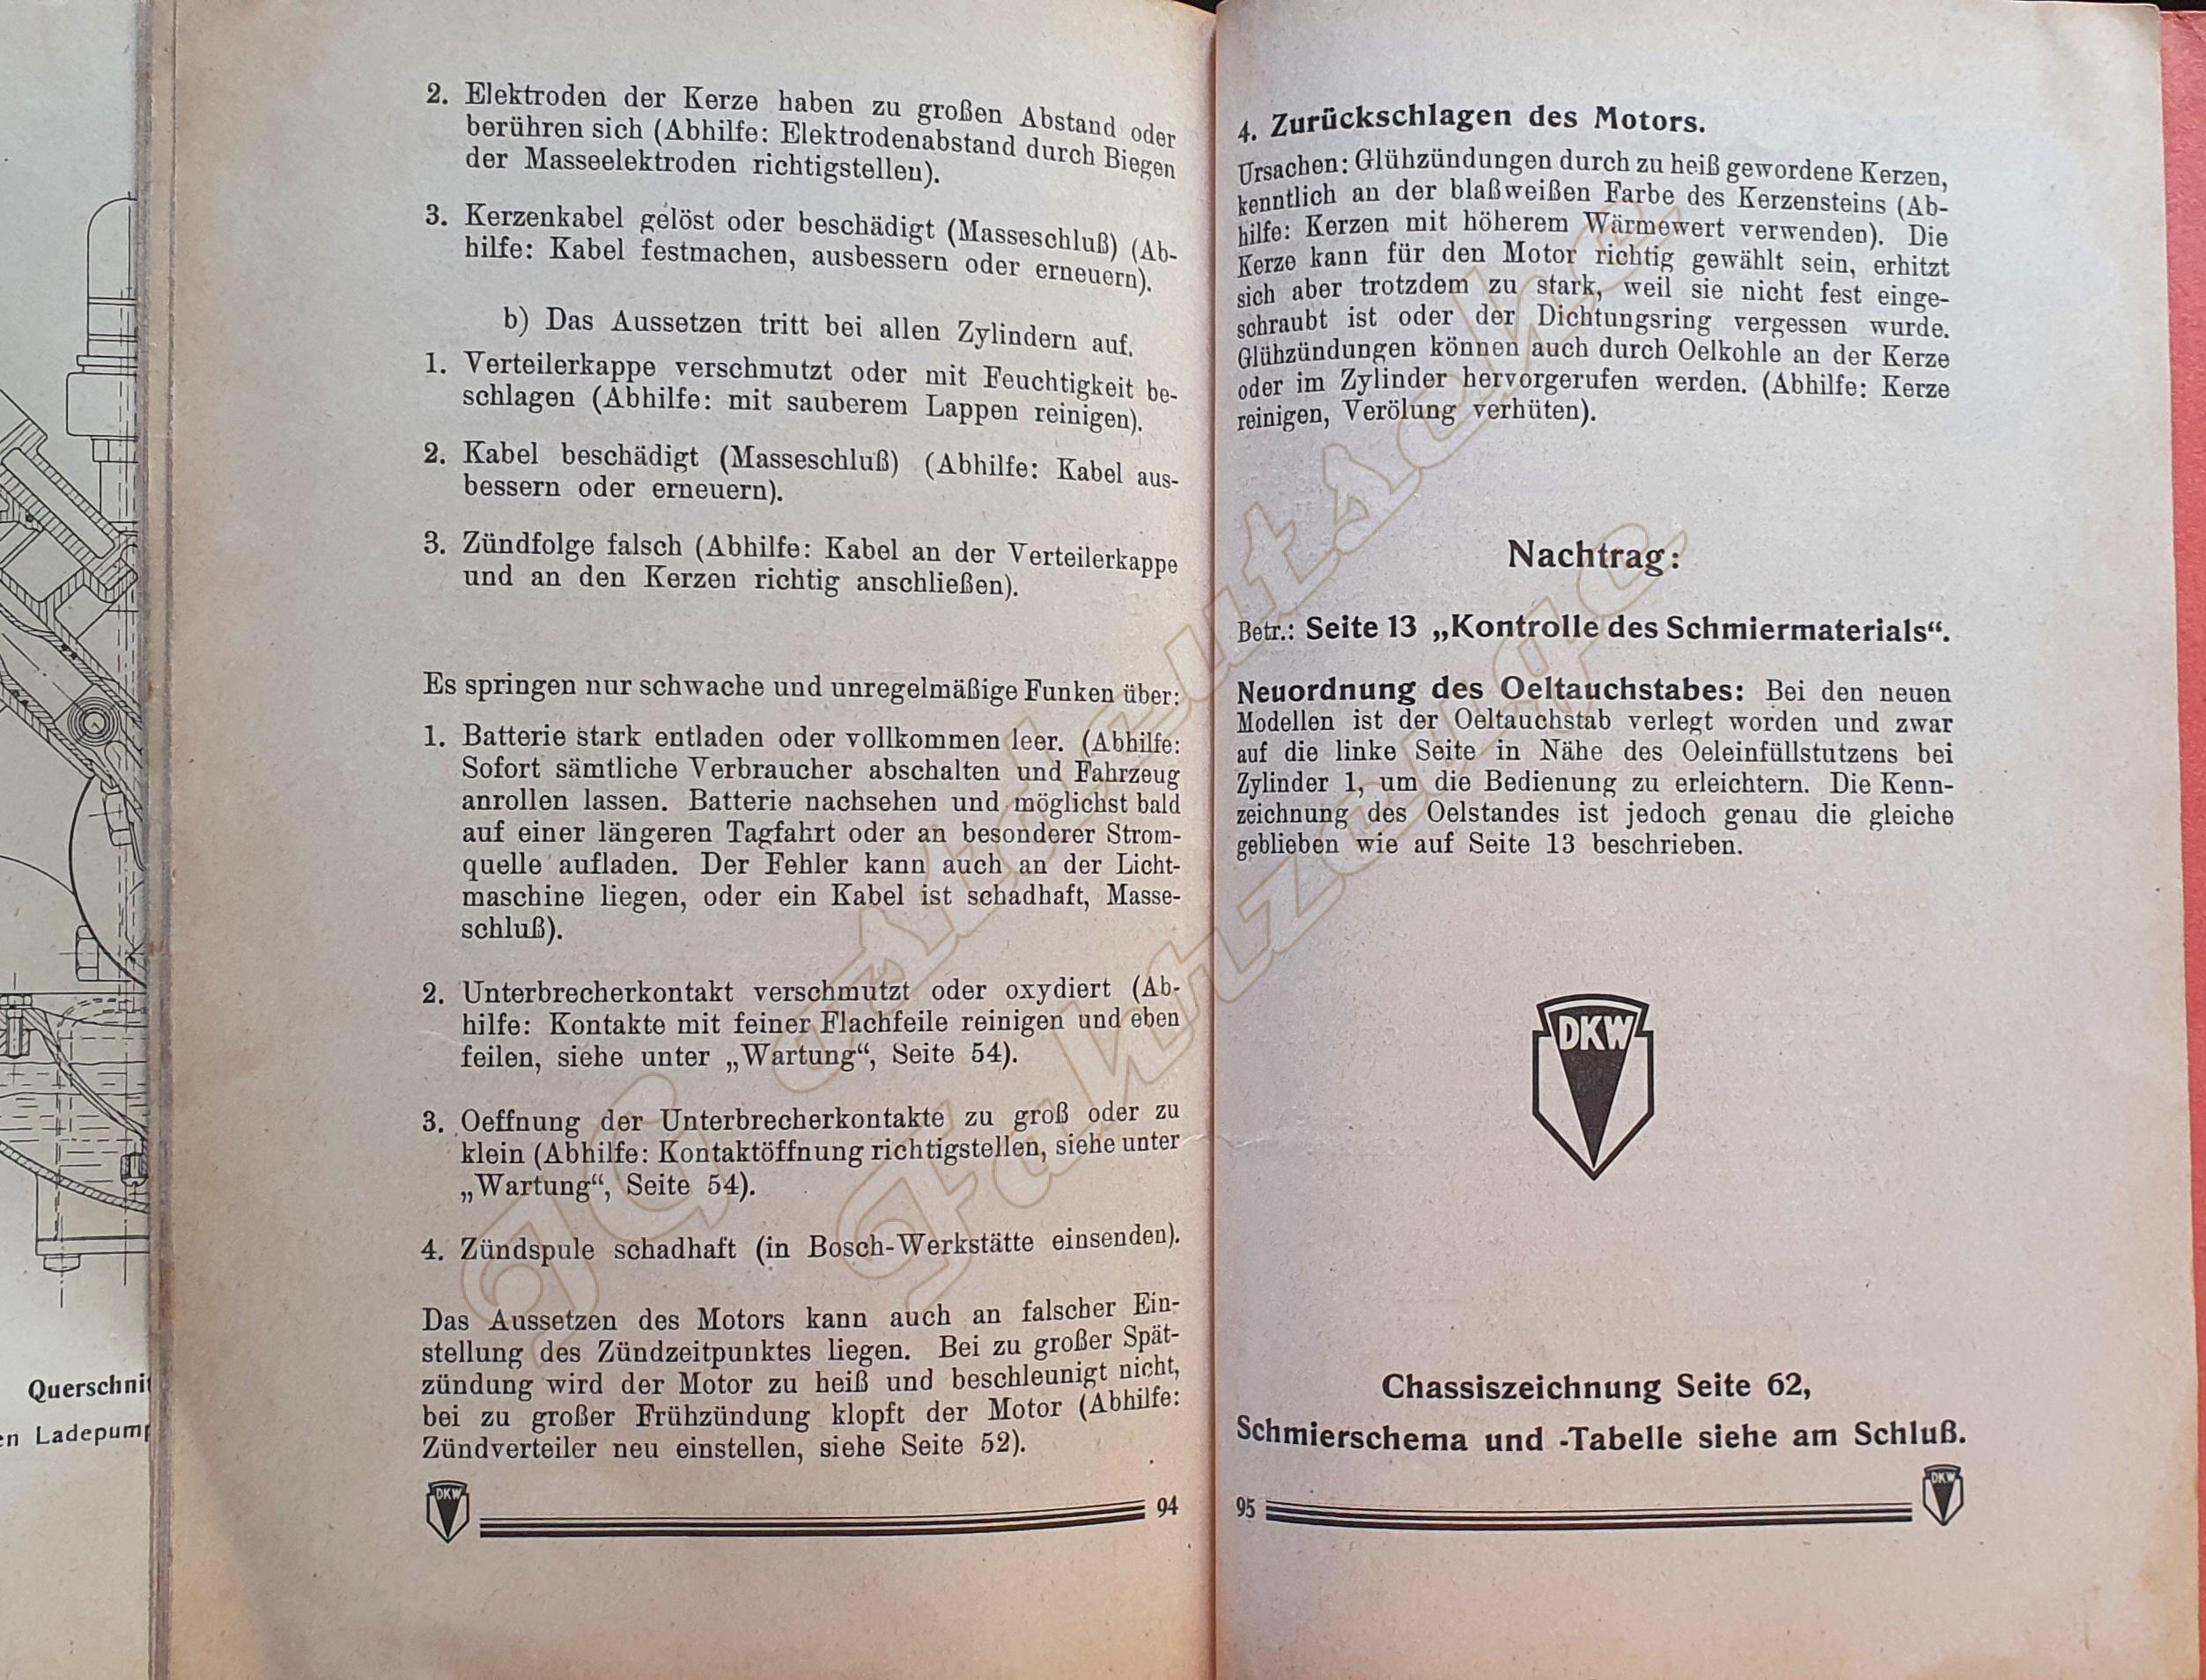 Querschni
en Ladepump
2. Elektroden der Kerze haben zu großen Abstand oder
berühren sich (Abhilfe: Elektrodenabstand durch Biegen
der Masseelektroden richtigstellen).
3. Kerzenkabel gelöst oder beschädigt (Masseschluß) (Ab-
hilfe: Kabel festmachen, ausbessern oder erneuern).
b) Das Aussetzen tritt bei allen Zylindern auf.
1. Verteilerkappe verschmutzt oder mit Feuchtigkeit be-
schlagen (Abhilfe: mit sauberem Lappen reinigen).
2. Kabel beschädigt (Masseschluß) (Abhilfe: Kabel aus-
bessern oder erneuern).
3. Zündfolge falsch (Abhilfe: Kabel an der Verteilerkappe
und an den Kerzen richtig anschließen).
Es springen nur schwache und unregelmäßige Funken über:
1. Batterie stark entladen oder vollkommen leer. (Abhilfe:
Sofort sämtliche Verbraucher abschalten und Fahrzeug
anrollen lassen. Batterie nachsehen und möglichst bald
auf einer längeren Tagfahrt oder an besonderer Strom-
quelle aufladen. Der Fehler kann auch an der Licht-
maschine liegen, oder ein Kabel ist schadhaft, Masse-
schluß).
2. Unterbrecherkontakt verschmutzt oder oxydiert (Ab-
hilfe: Kontakte mit feiner Flachfeile reinigen und eben
feilen, siehe unter „Wartung“, Seite 54).
3. Oeffnung der Unterbrecherkontakte zu groß oder zu
klein (Abhilfe: Kontaktöffnung richtigstellen, siehe unter
„Wartung“, Seite 54).
4. Zündspule schadhaft (in Bosch-Werkstätte einsenden).
Das Aussetzen des Motors kann auch an falscher Ein-
stellung des Zündzeitpunktes liegen. Bei zu großer Spät-
zündung wird der Motor zu heiß und beschleunigt nicht,
bei zu großer Frühzündung klopft der Motor (Abhilfe:
Zündverteiler neu einstellen, siehe Seite 52).
DKW
94
4. Zurückschlagen des Motors.
Ursachen: Glühzündungen durch zu heiß gewordene Kerzen,
kenntlich an der blaßweißen Farbe des Kerzensteins (Ab-
hilfe: Kerzen mit höherem Wärmewert verwenden). Die
Kerze kann für den Motor richtig gewählt sein, erhitzt
sich aber trotzdem zu stark, weil sie nicht fest einge-
schraubt ist oder der Dichtungsring vergessen wurde.
Glühzündungen können auch durch Oelkohle an der Kerze
oder im Zylinder hervorgerufen werden. (Abhilfe: Kerze
reinigen, Verölung verhüten).
Nachtrag:
Betr.: Seite 13 „Kontrolle des Schmiermaterials“.
Neuordnung des Oeltauchstabes: Bei den neuen
Modellen ist der Oeltauchstab verlegt worden und zwar
auf die linke Seite in Nähe des Oeleinfüllstutzens bei
Zylinder 1, um die Bedienung zu erleichtern. Die Kenn-
zeichnung des Oelstandes ist jedoch genau die gleiche
geblieben wie auf Seite 13 beschrieben.
DKW
Chassiszeichnung Seite 62,
Schmierschema und -Tabelle siehe am Schluß.
95
DKW
IG Ostdeutsche
Fahrzeuge